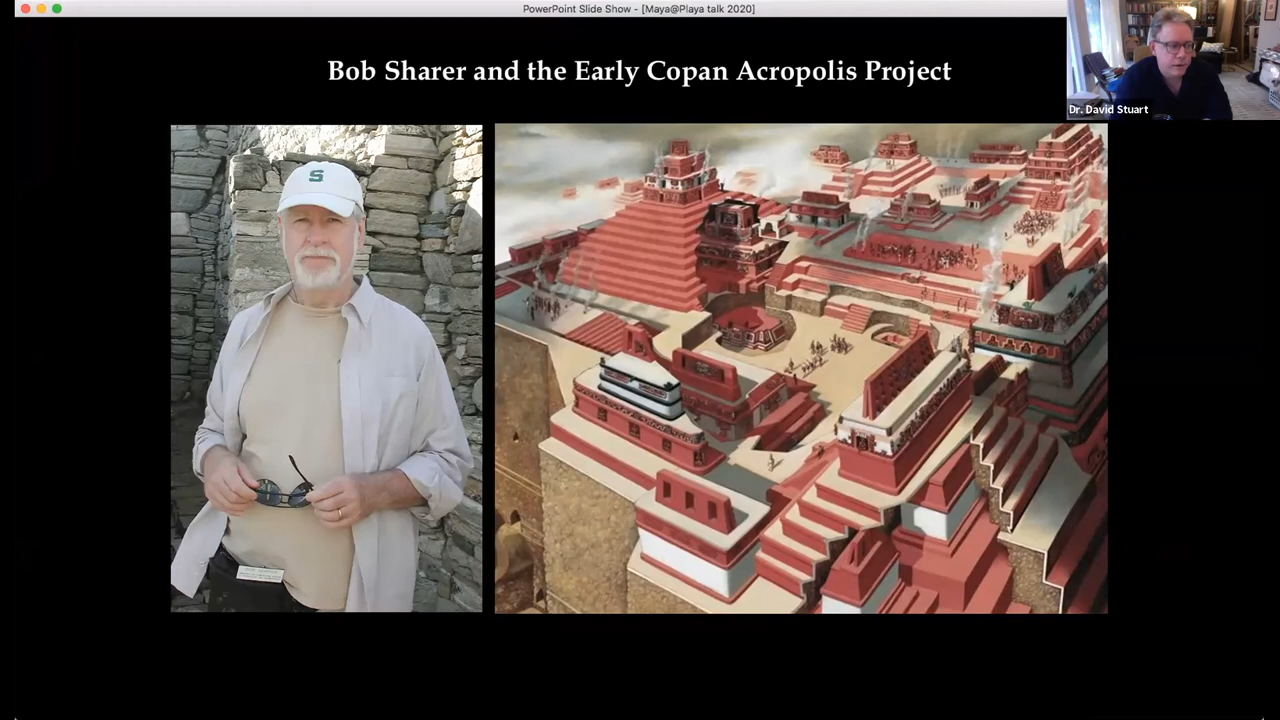 PowerPoint Slide Show - [Maya@Playa talk 2020]
Bob Sharer and the Early Copan Acropolis Project
Dr. David Stuart
S